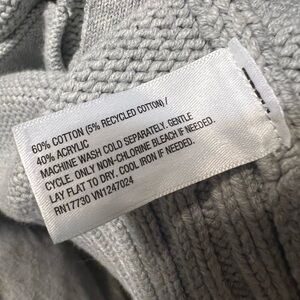 60% COTTON (5% RECYCLED COTTON) /
40% ACRYLIC
MACHINE WASH COLD SEPARATELY. GENTLE
CYCLE. ONLY NON-CHLORINE BLEACH IF NEEDED.
LAY FLAT TO DRY. COOL IRON IF NEEDED.
RN17730 VN1247024